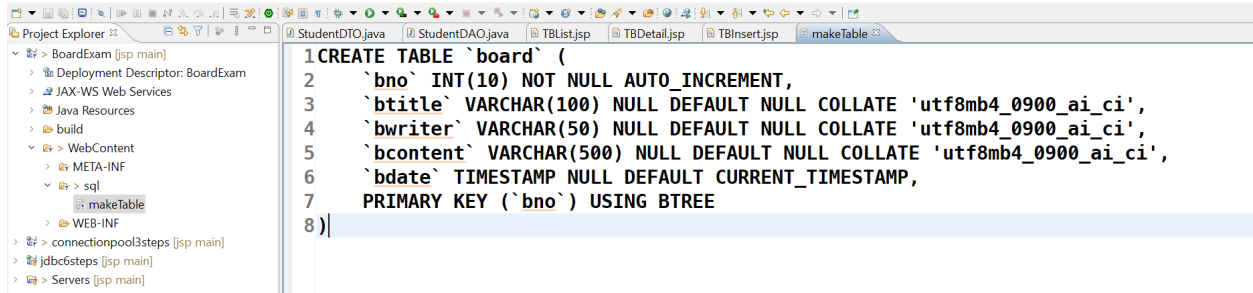 Project Explorer
StudentDTO.java
StudentDAO.java
TBList.jsp
TBDetail.jsp
TBInsert.jsp
makeTable
> BoardExam [jsp main]
Deployment Descriptor: BoardExam
JAX-WS Web Services
Java Resources
build
> WebContent
META-INF
> sql
makeTable
WEB-INF
> connectionpool3steps [jsp main]
jdbc6steps [jsp main]
> Servers [jsp main]
1 CREATE TABLE `board` (
2 `bno` INT(10) NOT NULL AUTO_INCREMENT,
3 `btitle` VARCHAR(100) NULL DEFAULT NULL COLLATE 'utf8mb4_0900_ai_ci',
4 `bwriter` VARCHAR(50) NULL DEFAULT NULL COLLATE 'utf8mb4_0900_ai_ci',
5 `bcontent` VARCHAR(500) NULL DEFAULT NULL COLLATE 'utf8mb4_0900_ai_ci',
6 `bdate` TIMESTAMP NULL DEFAULT CURRENT_TIMESTAMP,
7 PRIMARY KEY (`bno`) USING BTREE
8 )